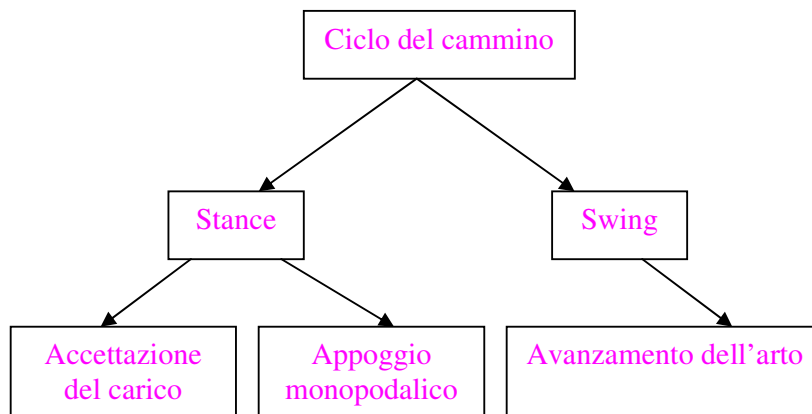 Ciclo del cammino
Stance
Swing
Accettazione
del carico
Appoggio
monopodalico
Avanzamento dell’arto